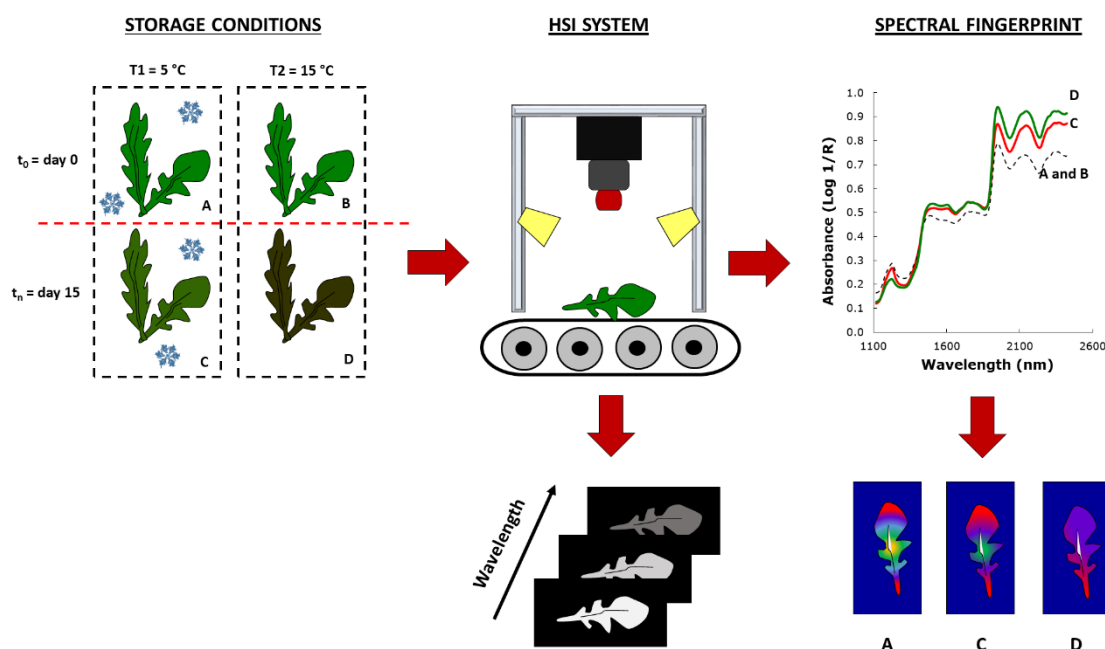 STORAGE CONDITIONS
T1 = 5 °C
T2 = 15 °C
t0 = day 0
A
B
tn = day 15
C
D
HSI SYSTEM
Wavelength
SPECTRAL FINGERPRINT
Absorbance (Log 1/R)
1.0
0.9
0.8
0.7
0.6
0.5
0.4
0.3
0.2
0.1
0.0
D
C
A and B
1100
1600
2100
2600
Wavelength (nm)
A
C
D